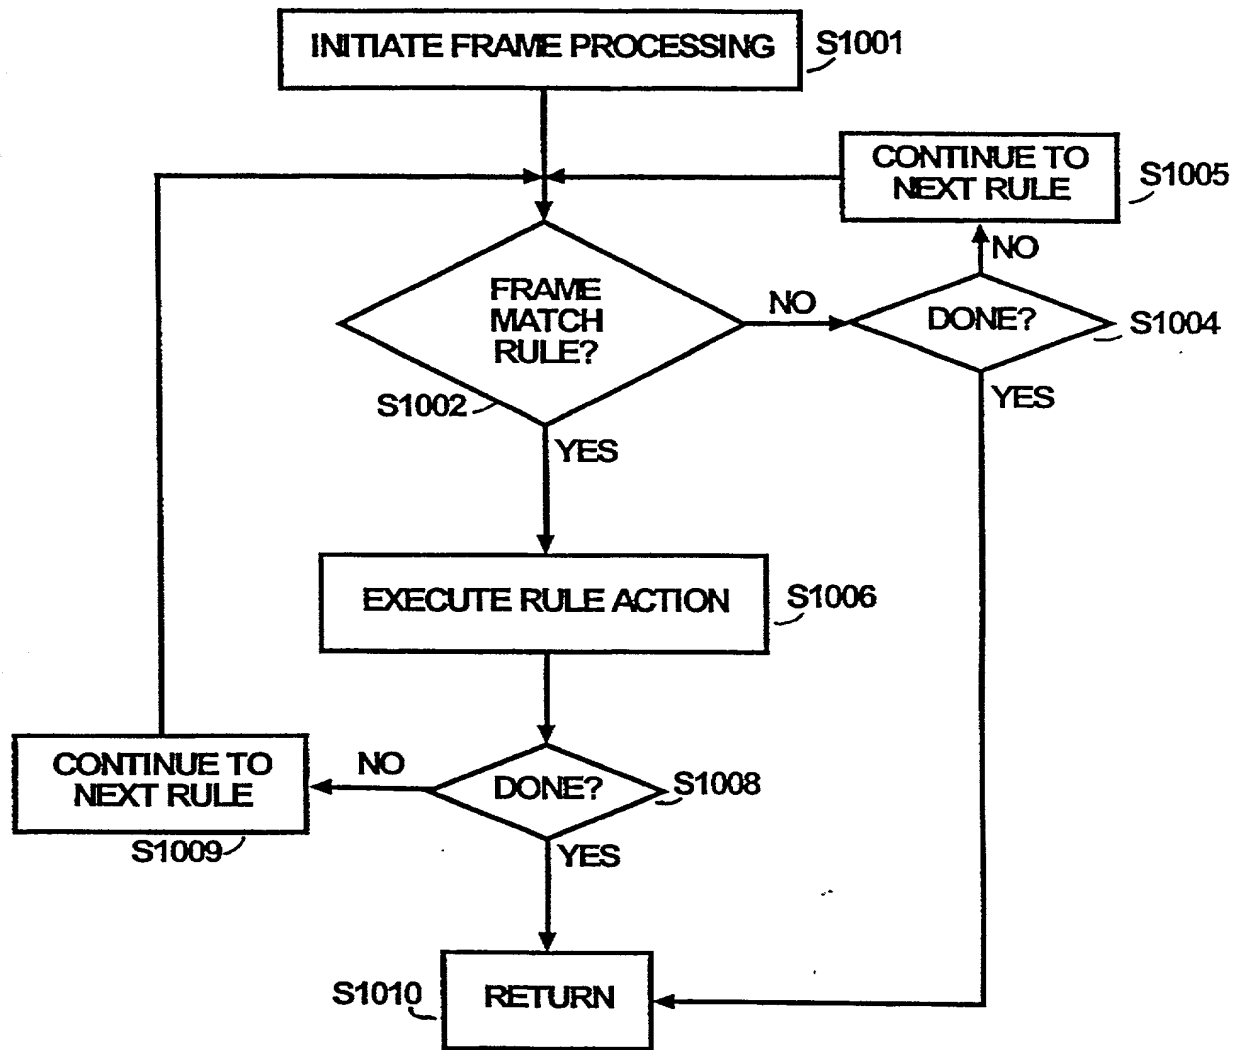 INITIATE FRAME PROCESSING
S1001
CONTINUE TO
NEXT RULE
S1005
NO
FRAME
MATCH
RULE?
S1002
NO
DONE?
S1004
YES
YES
EXECUTE RULE ACTION
S1006
CONTINUE TO
NEXT RULE
S1009
NO
DONE?
S1008
YES
S1010
RETURN